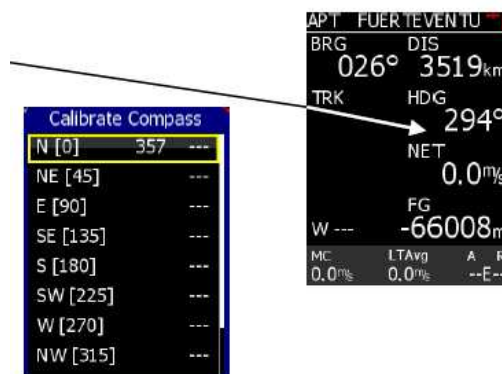 Calibrate Compass
N [0] 357 ---
NE [45] ---
E [90] ---
SE [135] ---
S [180] ---
SW [225] ---
W [270] ---
NW [315] ---
APT FUERTEVENTU
BRG DIS
026° 3519km
TRK HDG
294°
NET
0.0m/s
FG
W --- -66008m
MC LTAvg A R
0.0m/s 0.0m/s --E--